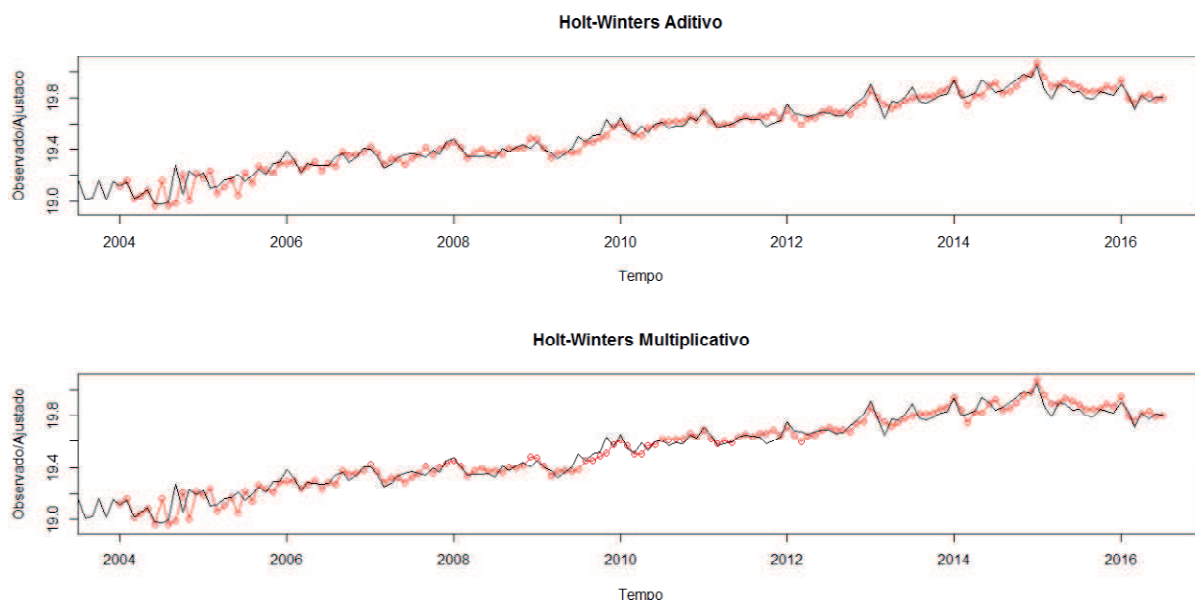 Holt-Winters Aditivo
Observado/Ajustaco
19.0
19.4
19.8
2004 2006 2008 2010 2012 2014 2016
Tempo
Holt-Winters Multiplicativo
Observado/Ajustado
19.0
19.4
19.8
2004 2006 2008 2010 2012 2014 2016
Tempo